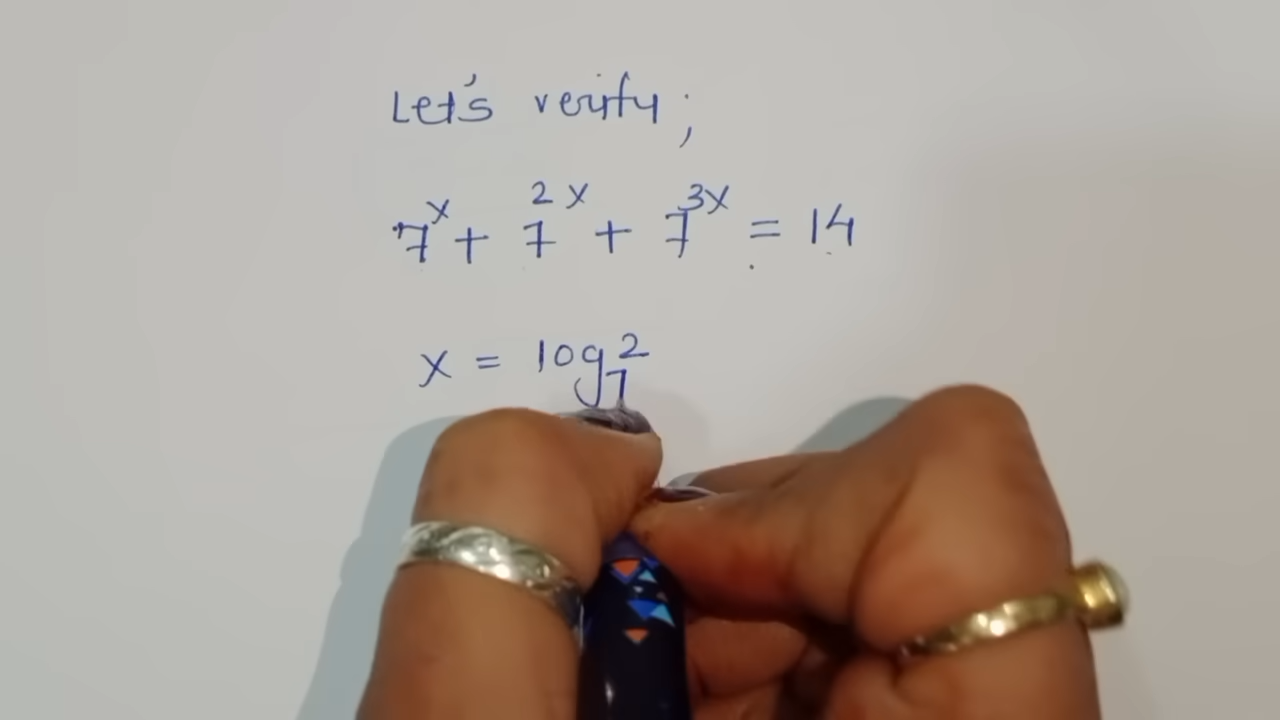 Let's verify;
7^x + 7^2x + 7^3x = 14
x = log_7 2